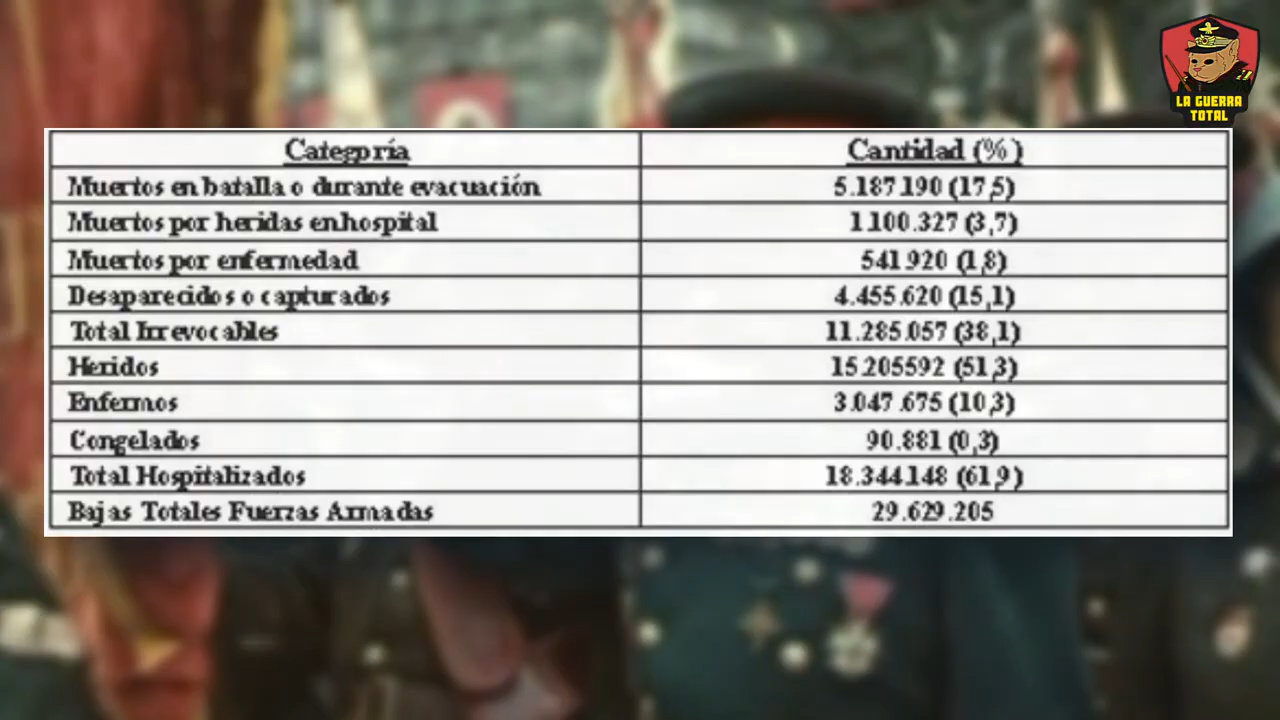 LA GUERRA
TOTAL
Categoría Cantidad (%)
Muertos en batalla o durante evacuación 5.187.190 (17,5)
Muertos por heridas en hospital 1.100.327 (3,7)
Muertos por enfermedad 541.920 (1,8)
Desaparecidos o capturados 4.455.620 (15,1)
Total Irrevocables 11.285.057 (38,1)
Heridos 15.205592 (51,3)
Enfermos 3.047.675 (10,3)
Congelados 90.881 (0,3)
Total Hospitalizados 18.344.148 (61,9)
Bajas Totales Fuerzas Armadas 29.629.205